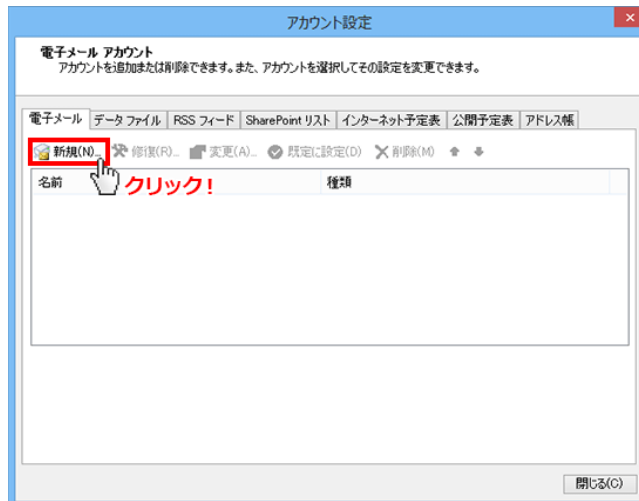 アカウント設定
電子メール アカウント
アカウントを追加または削除できます。また、アカウントを選択してその設定を変更できます。
電子メール データ ファイル RSS フィード SharePoint リスト インターネット予定表 公開予定表 アドレス帳
新規(N)... 修復(R)... 変更(A)... 既定に設定(D) 削除(M)
クリック!
名前 種類
閉じる(C)